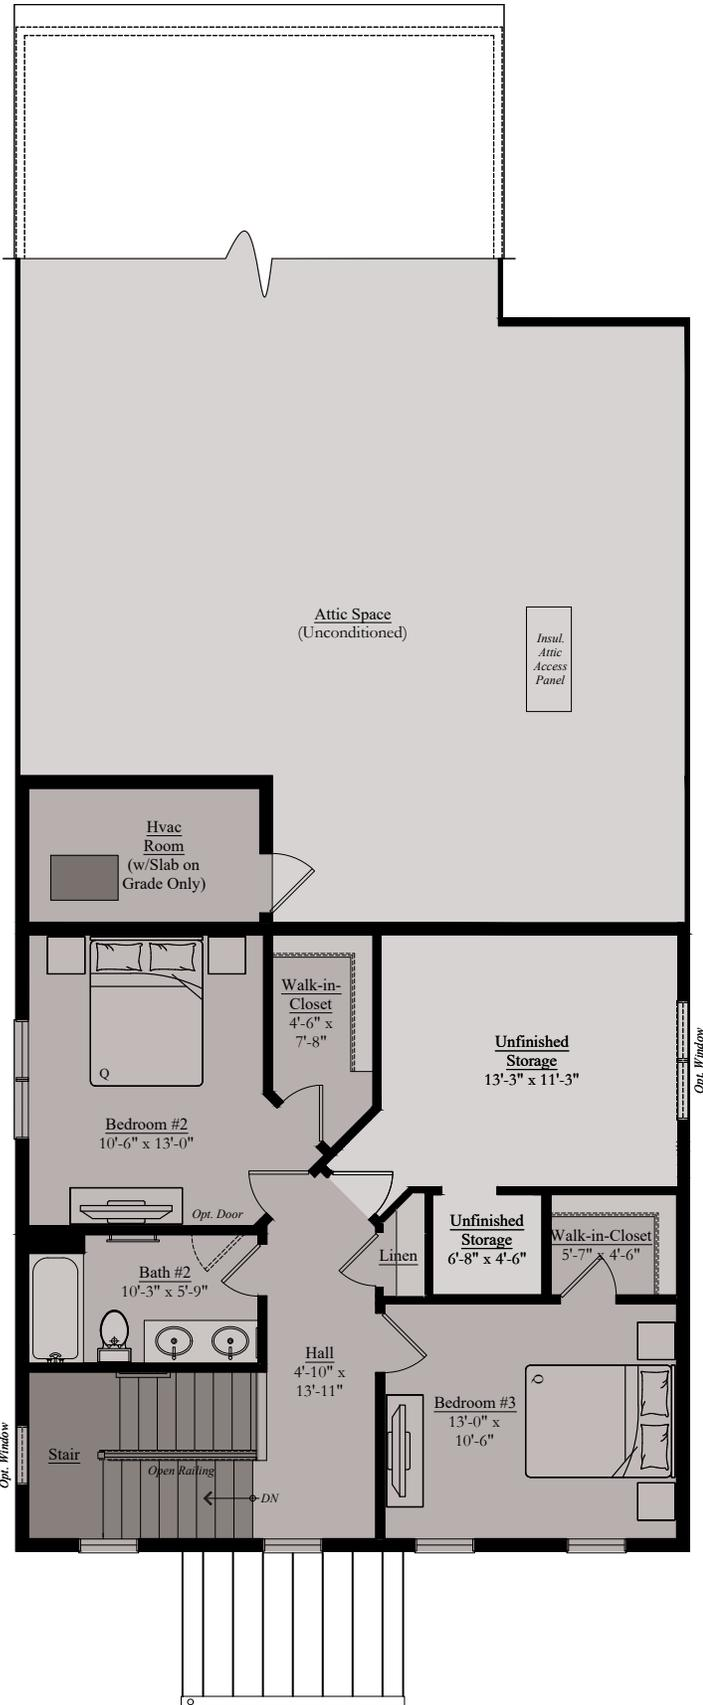 Attic Space
(Unconditioned)
Insul.
Attic
Access
Panel
Hvac
Room
(w/Slab on
Grade Only)
Walk-in-
Closet
4'-6" x
7'-8"
Unfinished
Storage
13'-3" x 11'-3"
Opt. Window
Q
Bedroom #2
10'-6" x 13'-0"
Opt. Door
Unfinished
Storage
6'-8" x 4'-6"
Walk-in-Closet
5'-7" x 4'-6"
Linen
Bath #2
10'-3" x 5'-9"
Hall
4'-10" x
13'-11"
Q
Bedroom #3
13'-0" x
10'-6"
Opt. Window
Stair
Open Railing
DN